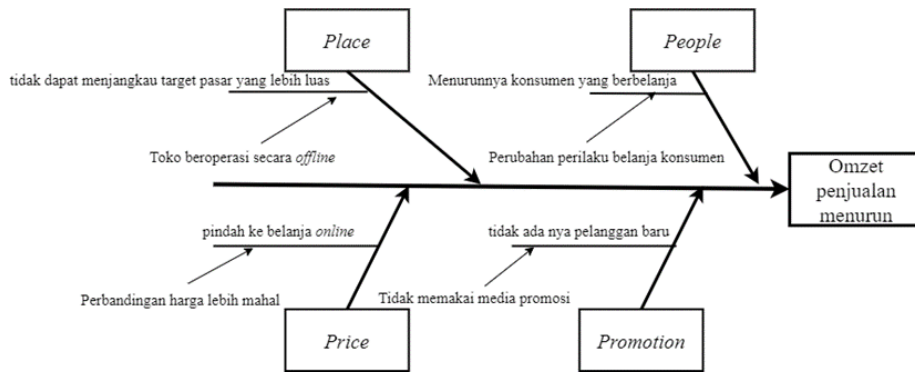 Place
People
tidak dapat menjangkau target pasar yang lebih luas
Menurunnya konsumen yang berbelanja
Toko beroperasi secara offline
Perubahan perilaku belanja konsumen
Omzet
penjualan
menurun
pindah ke belanja online
tidak ada nya pelanggan baru
Perbandingan harga lebih mahal
Tidak memakai media promosi
Price
Promotion